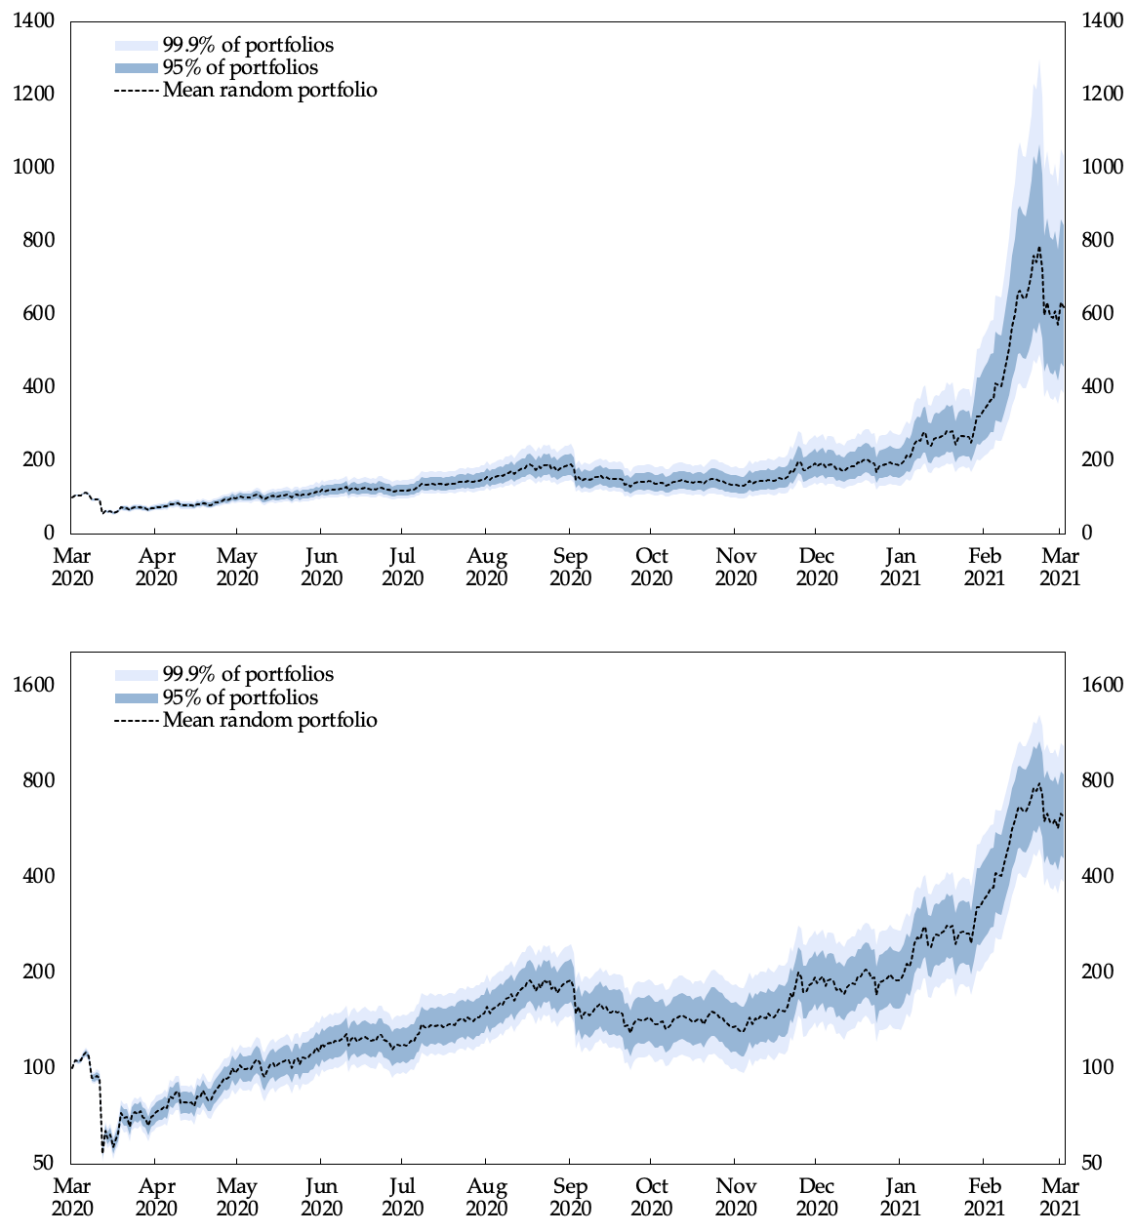 1400 1400
99.9% of portfolios
95% of portfolios
Mean random portfolio
1200 1200
1000 1000
800 800
600 600
400 400
200 200
0 0
Mar Apr May Jun Jul Aug Sep Oct Nov Dec Jan Feb Mar
2020 2020 2020 2020 2020 2020 2020 2020 2020 2020 2021 2021 2021
99.9% of portfolios
1600 1600
95% of portfolios
Mean random portfolio
800 800
400 400
200 200
100 100
50 50
Mar Apr May Jun Jul Aug Sep Oct Nov Dec Jan Feb Mar
2020 2020 2020 2020 2020 2020 2020 2020 2020 2020 2021 2021 2021